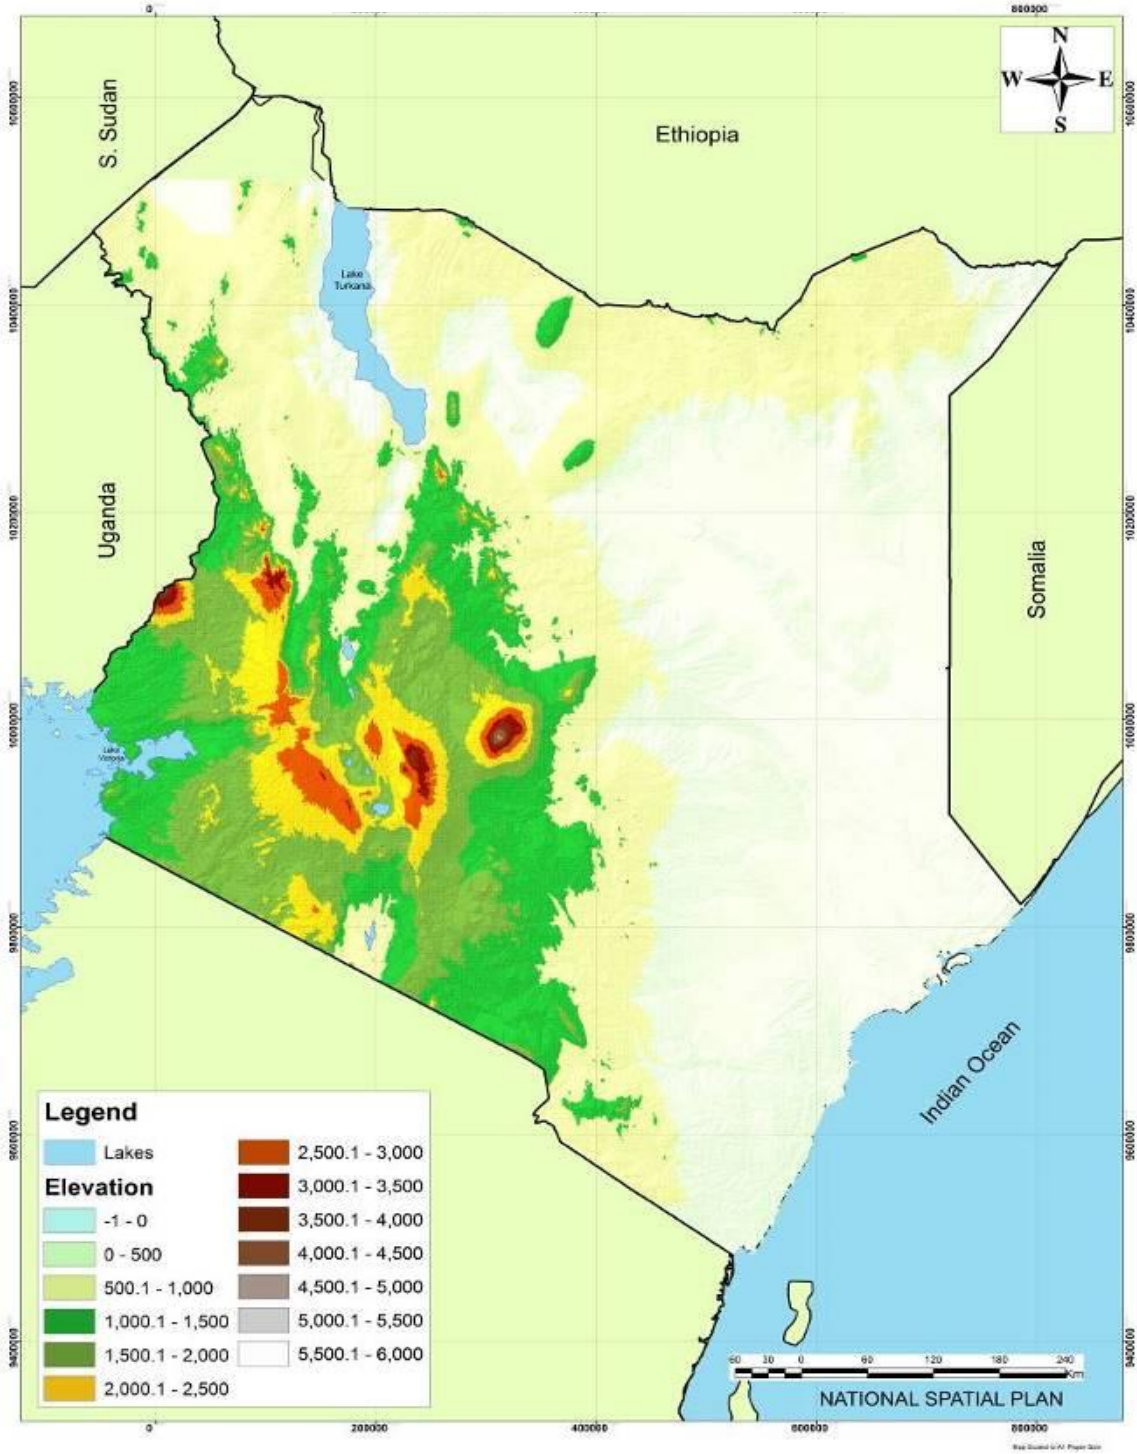 0
200000
400000
600000
800000
10600000
10400000
10200000
10000000
9800000
9600000
9400000
N
W E
S
S. Sudan
Ethiopia
Lake
Turkana
Uganda
Somalia
Lake
Victoria
Indian Ocean
Legend
Lakes
Elevation
-1 - 0
0 - 500
500.1 - 1,000
1,000.1 - 1,500
1,500.1 - 2,000
2,000.1 - 2,500
2,500.1 - 3,000
3,000.1 - 3,500
3,500.1 - 4,000
4,000.1 - 4,500
4,500.1 - 5,000
5,000.1 - 5,500
5,500.1 - 6,000
60 30 0 60 120 180 240
Km
NATIONAL SPATIAL PLAN